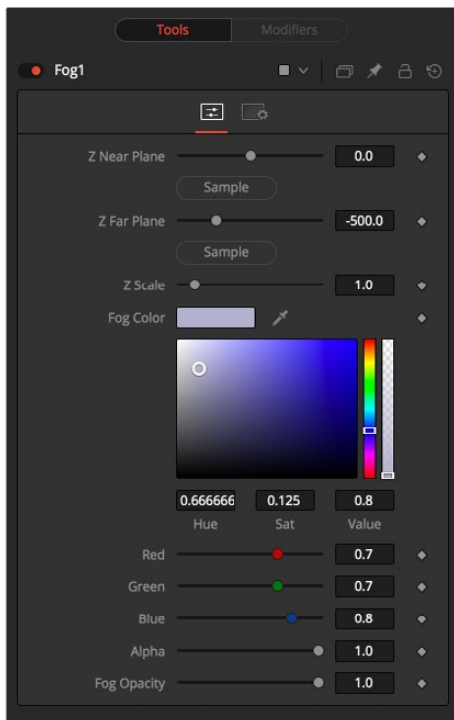 Tools Modifiers
Fog1
Z Near Plane 0.0
Sample
Z Far Plane -500.0
Sample
Z Scale 1.0
Fog Color
0.666666 0.125 0.8
Hue Sat Value
Red 0.7
Green 0.7
Blue 0.8
Alpha 1.0
Fog Opacity 1.0